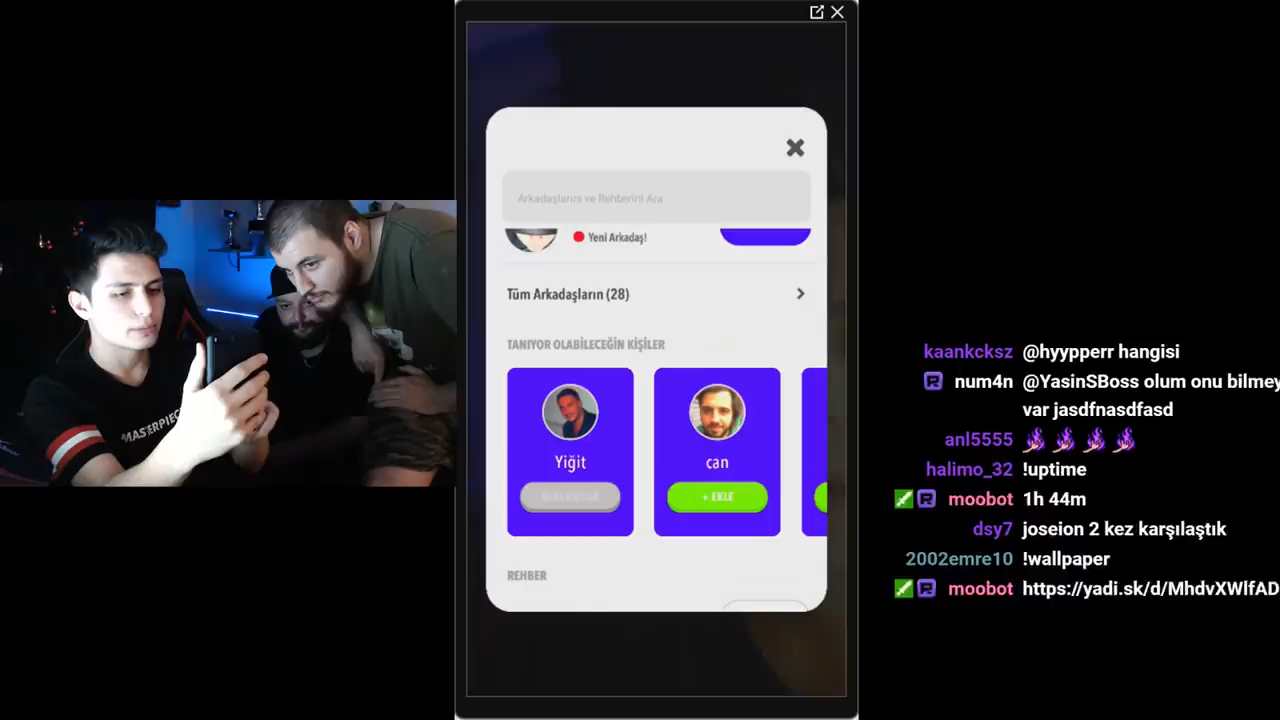 Arkadaşlarını ve Rehberini Ara
Yeni Arkadaş!
Tüm Arkadaşların (28)
TANIYOR OLABİLECEĞİN KİŞİLER
Yiğit
can
+ EKLE
REHBER
MASTERPIEC
kaankcksz @hyypperr hangisi
num4n @YasinSBoss olum onu bilmey
var jasdfnasdfasd
anl5555
halimo_32 !uptime
moobot 1h 44m
dsy7 joseion 2 kez karşılaştık
2002emre10 !wallpaper
moobot https://yadi.sk/d/MhdvXWlfAD